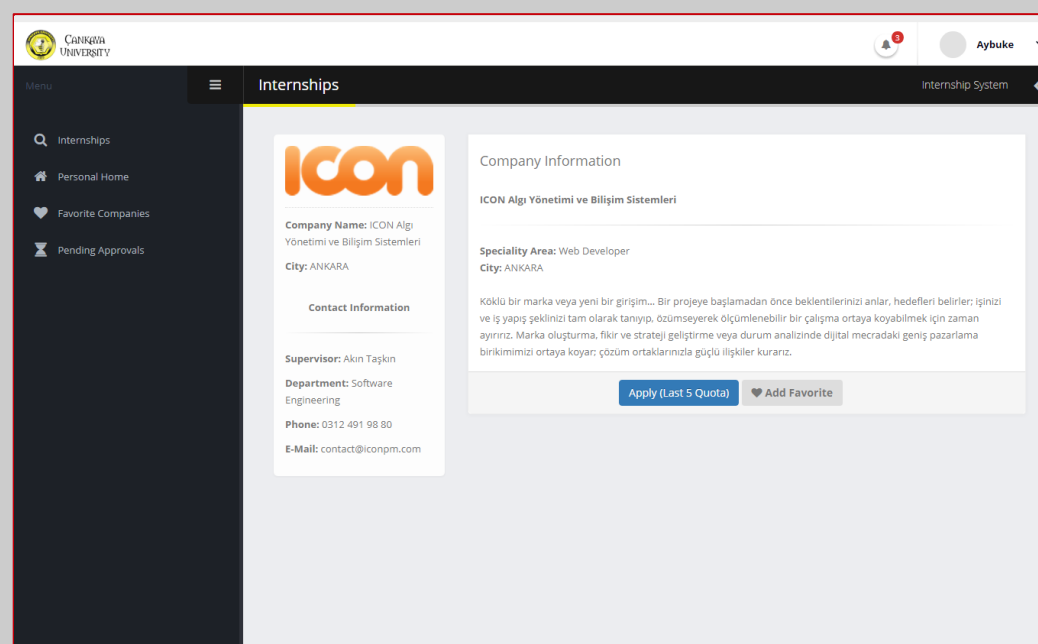 ÇANKAYA
UNIVERSITY
3
Aybuke
Menu
Internships
Internship System
Internships
Personal Home
Favorite Companies
Pending Approvals
ICON
Company Name: ICON Algı
Yönetimi ve Bilişim Sistemleri
City: ANKARA
Contact Information
Supervisor: Akın Taşkın
Department: Software
Engineering
Phone: 0312 491 98 80
E-Mail: contact@iconpm.com
Company Information
ICON Algı Yönetimi ve Bilişim Sistemleri
Speciality Area: Web Developer
City: ANKARA
Köklü bir marka veya yeni bir girişim... Bir projeye başlamadan önce beklentilerinizi anlar, hedefleri belirler; işinizi
ve iş yapış şeklinizi tam olarak tanıyıp, özümseyerek ölçümlenebilir bir çalışma ortaya koyabilmek için zaman
ayırırız. Marka oluşturma, fikir ve strateji geliştirme veya durum analizinde dijital mecradaki geniş pazarlama
birikimimizi ortaya koyar; çözüm ortaklarınızla güçlü ilişkiler kurarız.
Apply (Last 5 Quota)
Add Favorite